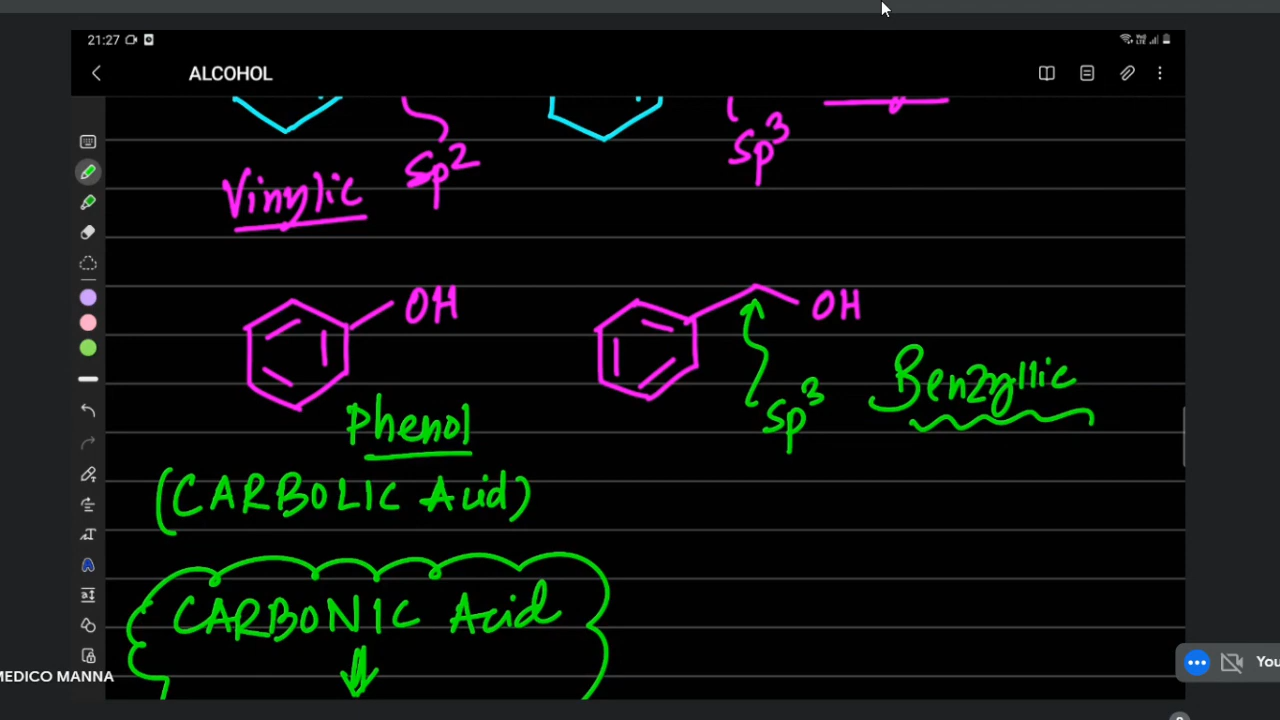 21:27
ALCOHOL
Sp2
Sp3
Vinylic
OH
OH
Benzyllic
Sp3
Phenol
(CARBOLIC Acid)
CARBONIC Acid
MEDICO MANNA
You